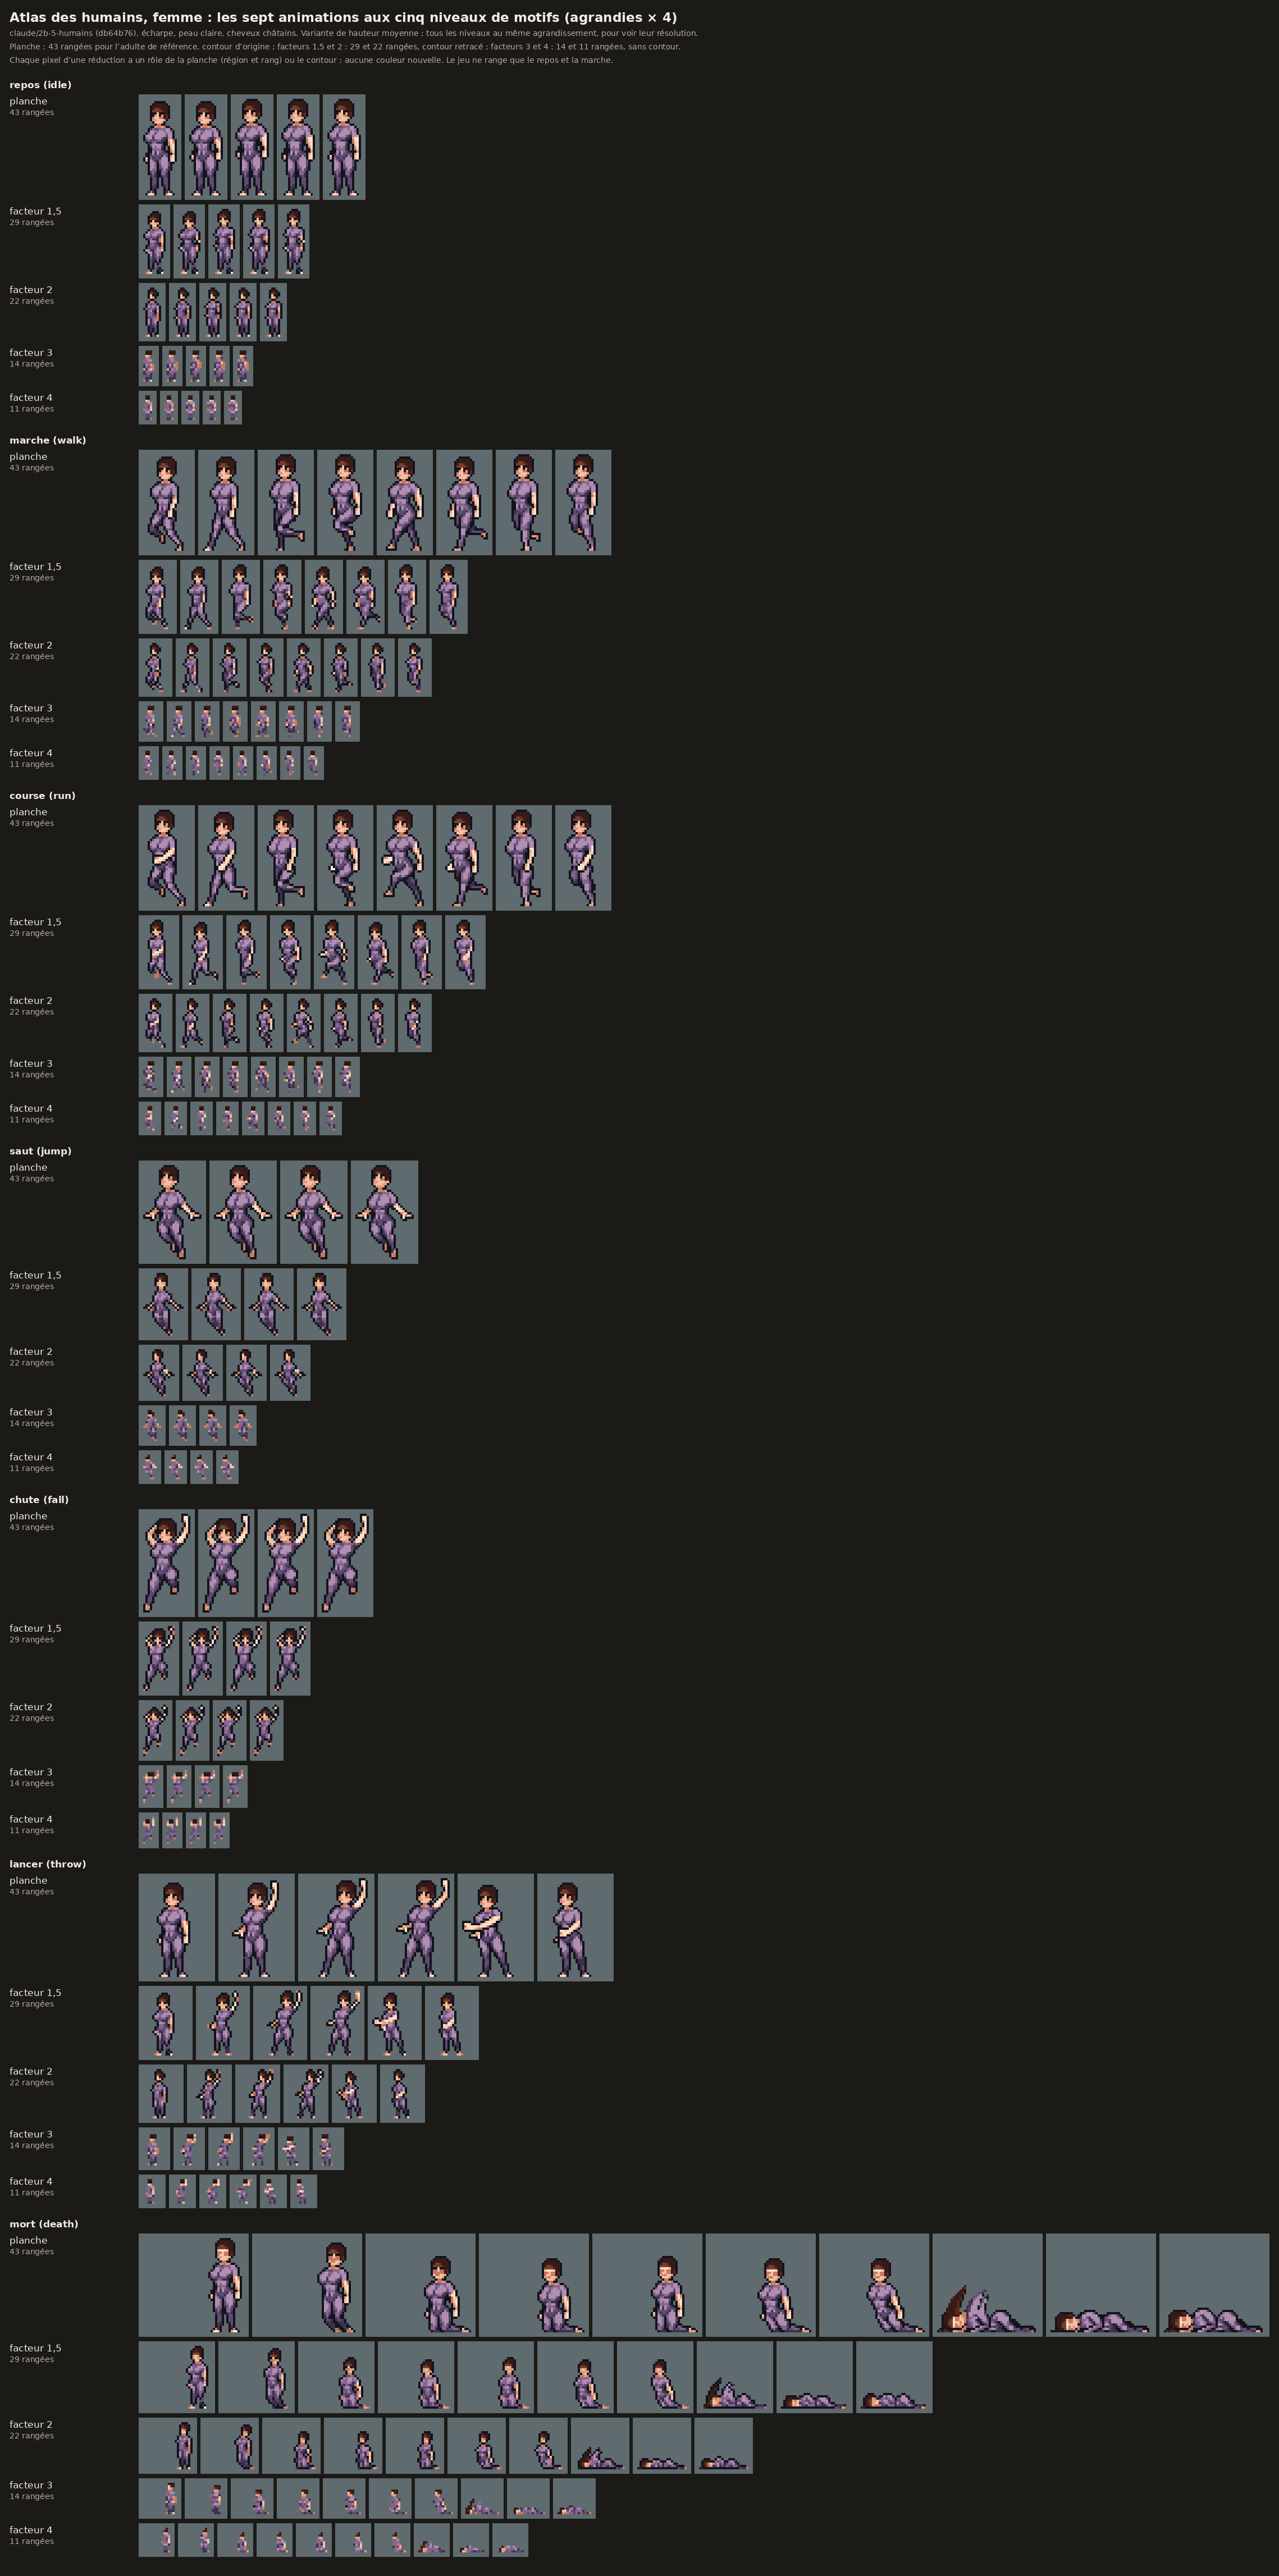 Atlas des humains, femme : les sept animations aux cinq niveaux de motifs (agrandies × 4)
claude/2b-5-humains (db64b76). écharpe, peau claire, cheveux châtains. Variante de hauteur moyenne ; tous les niveaux au même agrandissement, pour voir leur résolution.
Planche : 43 rangées pour l’adulte de référence, contour d’origine ; facteurs 1,5 et 2 : 29 et 22 rangées, contour retracé ; facteurs 3 et 4 : 14 et 11 rangées, sans contour.
Chaque pixel d’une réduction a un rôle de la planche (région et rang) ou le contour : aucune couleur nouvelle. Le jeu ne range que le repos et la marche.
repos (idle)
planche
43 rangées
facteur 1,5
29 rangées
facteur 2
22 rangées
facteur 3
14 rangées
facteur 4
11 rangées
marche (walk)
planche
43 rangées
facteur 1,5
29 rangées
facteur 2
22 rangées
facteur 3
14 rangées
facteur 4
11 rangées
course (run)
planche
43 rangées
facteur 1,5
29 rangées
facteur 2
22 rangées
facteur 3
14 rangées
facteur 4
11 rangées
saut (jump)
planche
43 rangées
facteur 1,5
29 rangées
facteur 2
22 rangées
facteur 3
14 rangées
facteur 4
11 rangées
chute (fall)
planche
43 rangées
facteur 1,5
29 rangées
facteur 2
22 rangées
facteur 3
14 rangées
facteur 4
11 rangées
lancer (throw)
planche
43 rangées
facteur 1,5
29 rangées
facteur 2
22 rangées
facteur 3
14 rangées
facteur 4
11 rangées
mort (death)
planche
43 rangées
facteur 1,5
29 rangées
facteur 2
22 rangées
facteur 3
14 rangées
facteur 4
11 rangées